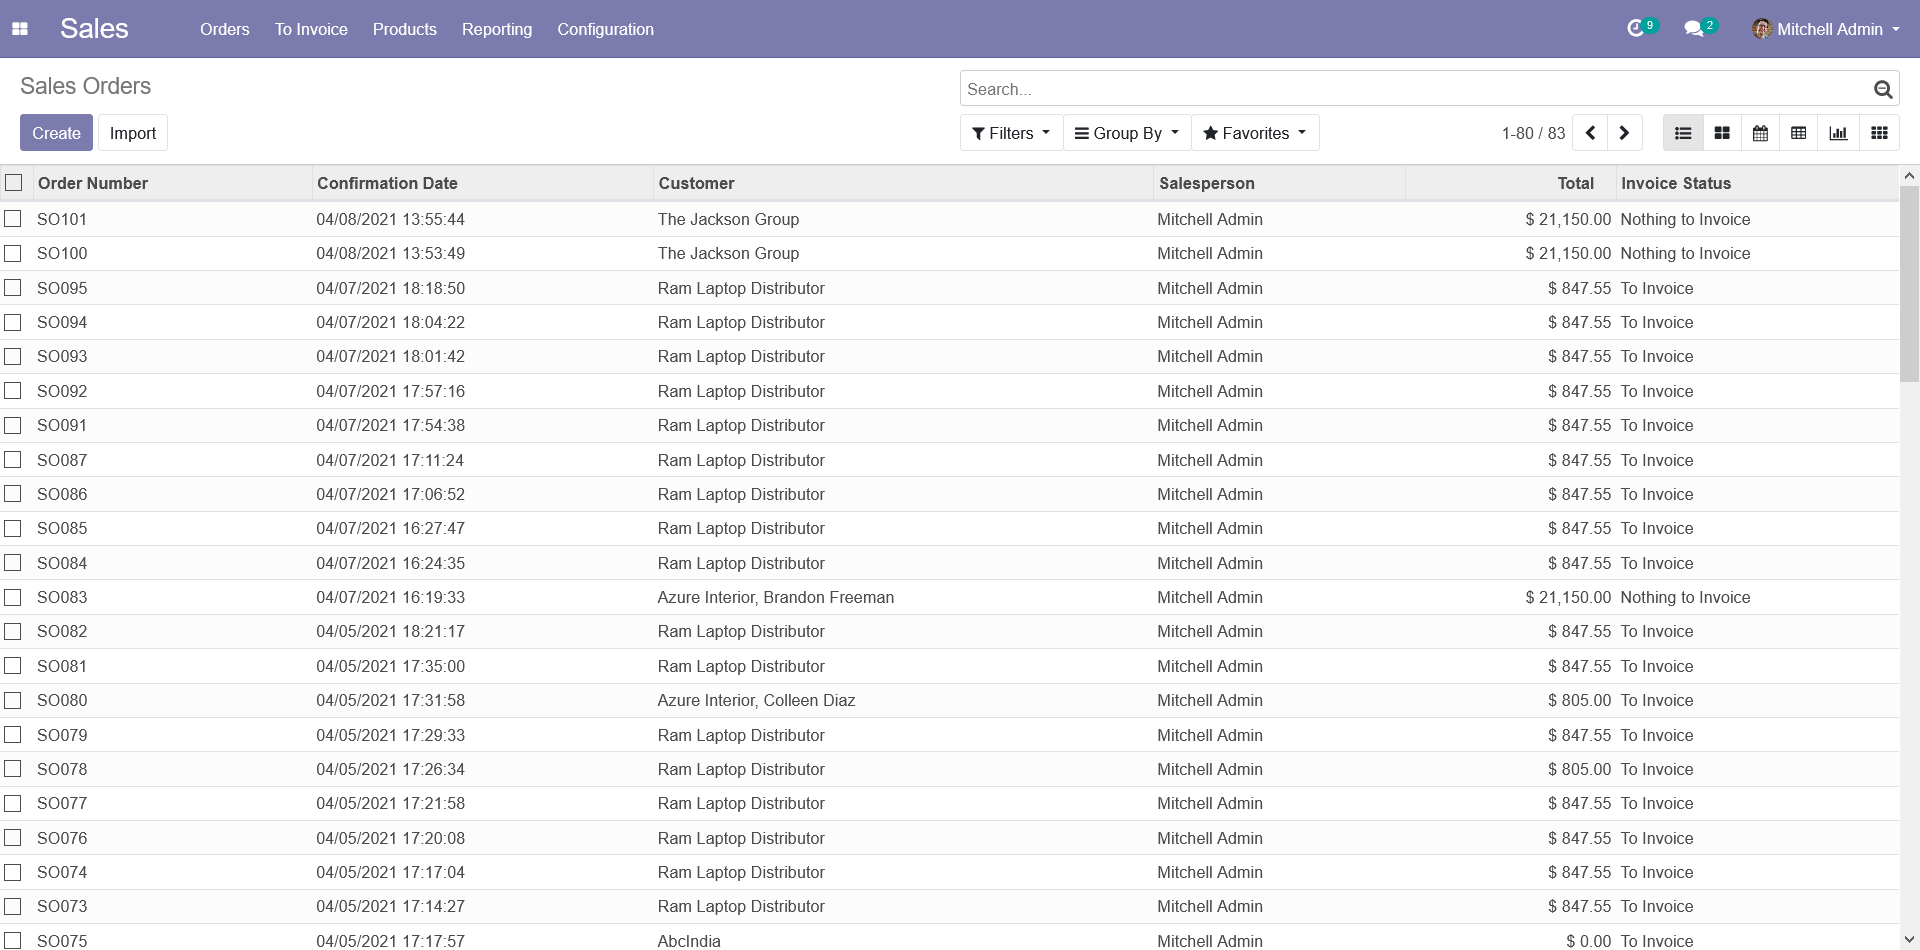 Sales Orders To Invoice Products Reporting Configuration 9 2 Mitchell Admin
Sales Orders
Search...
Create Import Filters Group By Favorites 1-80 / 83
Order Number Confirmation Date Customer Salesperson Total Invoice Status
SO101 04/08/2021 13:55:44 The Jackson Group Mitchell Admin $ 21,150.00 Nothing to Invoice
SO100 04/08/2021 13:53:49 The Jackson Group Mitchell Admin $ 21,150.00 Nothing to Invoice
SO095 04/07/2021 18:18:50 Ram Laptop Distributor Mitchell Admin $ 847.55 To Invoice
SO094 04/07/2021 18:04:22 Ram Laptop Distributor Mitchell Admin $ 847.55 To Invoice
SO093 04/07/2021 18:01:42 Ram Laptop Distributor Mitchell Admin $ 847.55 To Invoice
SO092 04/07/2021 17:57:16 Ram Laptop Distributor Mitchell Admin $ 847.55 To Invoice
SO091 04/07/2021 17:54:38 Ram Laptop Distributor Mitchell Admin $ 847.55 To Invoice
SO087 04/07/2021 17:11:24 Ram Laptop Distributor Mitchell Admin $ 847.55 To Invoice
SO086 04/07/2021 17:06:52 Ram Laptop Distributor Mitchell Admin $ 847.55 To Invoice
SO085 04/07/2021 16:27:47 Ram Laptop Distributor Mitchell Admin $ 847.55 To Invoice
SO084 04/07/2021 16:24:35 Ram Laptop Distributor Mitchell Admin $ 847.55 To Invoice
SO083 04/07/2021 16:19:33 Azure Interior, Brandon Freeman Mitchell Admin $ 21,150.00 Nothing to Invoice
SO082 04/05/2021 18:21:17 Ram Laptop Distributor Mitchell Admin $ 847.55 To Invoice
SO081 04/05/2021 17:35:00 Ram Laptop Distributor Mitchell Admin $ 847.55 To Invoice
SO080 04/05/2021 17:31:58 Azure Interior, Colleen Diaz Mitchell Admin $ 805.00 To Invoice
SO079 04/05/2021 17:29:33 Ram Laptop Distributor Mitchell Admin $ 847.55 To Invoice
SO078 04/05/2021 17:26:34 Ram Laptop Distributor Mitchell Admin $ 805.00 To Invoice
SO077 04/05/2021 17:21:58 Ram Laptop Distributor Mitchell Admin $ 847.55 To Invoice
SO076 04/05/2021 17:20:08 Ram Laptop Distributor Mitchell Admin $ 847.55 To Invoice
SO074 04/05/2021 17:17:04 Ram Laptop Distributor Mitchell Admin $ 847.55 To Invoice
SO073 04/05/2021 17:14:27 Ram Laptop Distributor Mitchell Admin $ 847.55 To Invoice
SO075 04/05/2021 17:17:57 AbcIndia Mitchell Admin $ 0.00 To Invoice